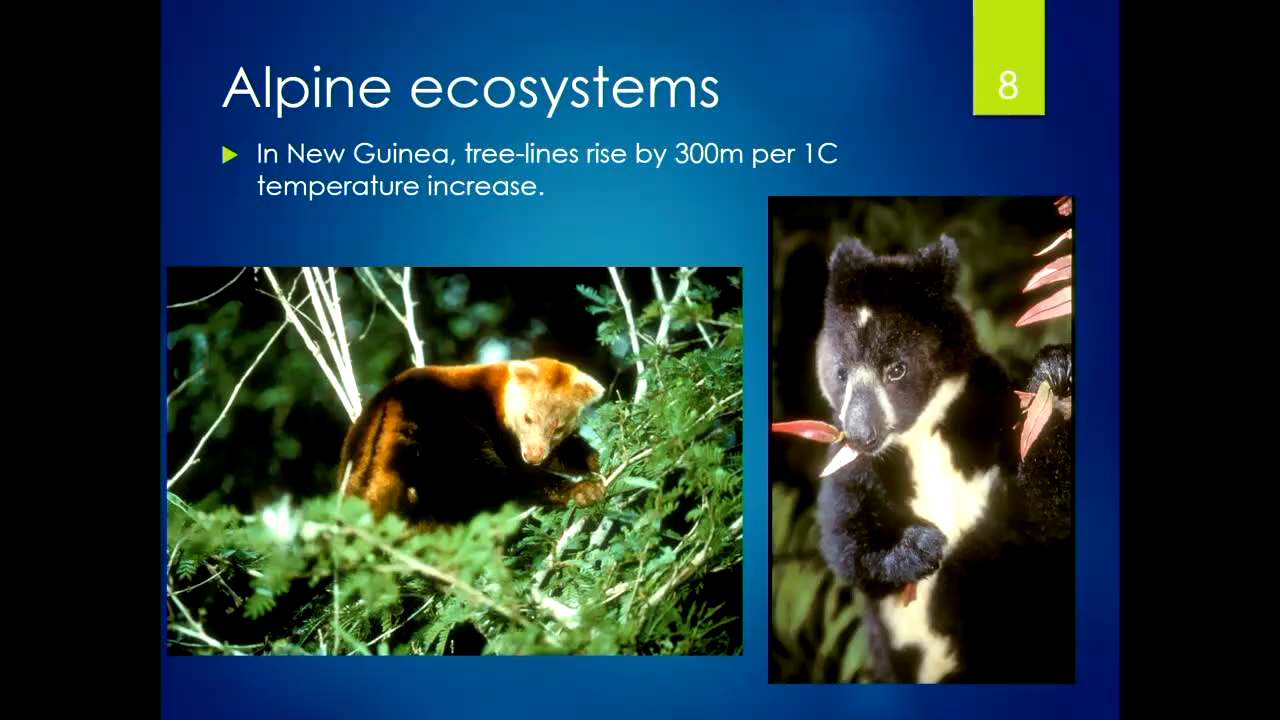 Alpine ecosystems
8
In New Guinea, tree-lines rise by 300m per 1C
temperature increase.